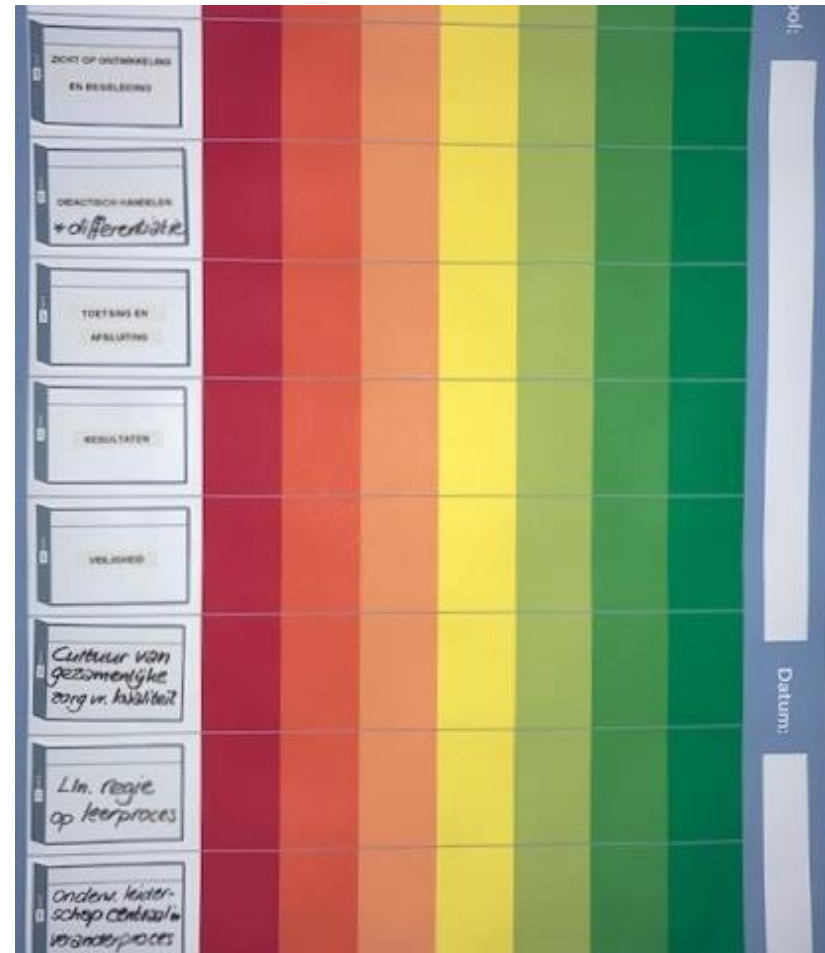 ZICHT OP ONTWIKKELING
EN BEGELEIDING
DIDACTISCH HANDELEN
+ differentiatie
TOETSING EN
AFSLUITING
RESULTATEN
VEILIGHEID
Cultuur van
gezamenlijke
zorg vr. kwaliteit
Lln. regie
op leerproces
Onderw. leider-
schop centraal in
veranderproces
ool:
Datum: